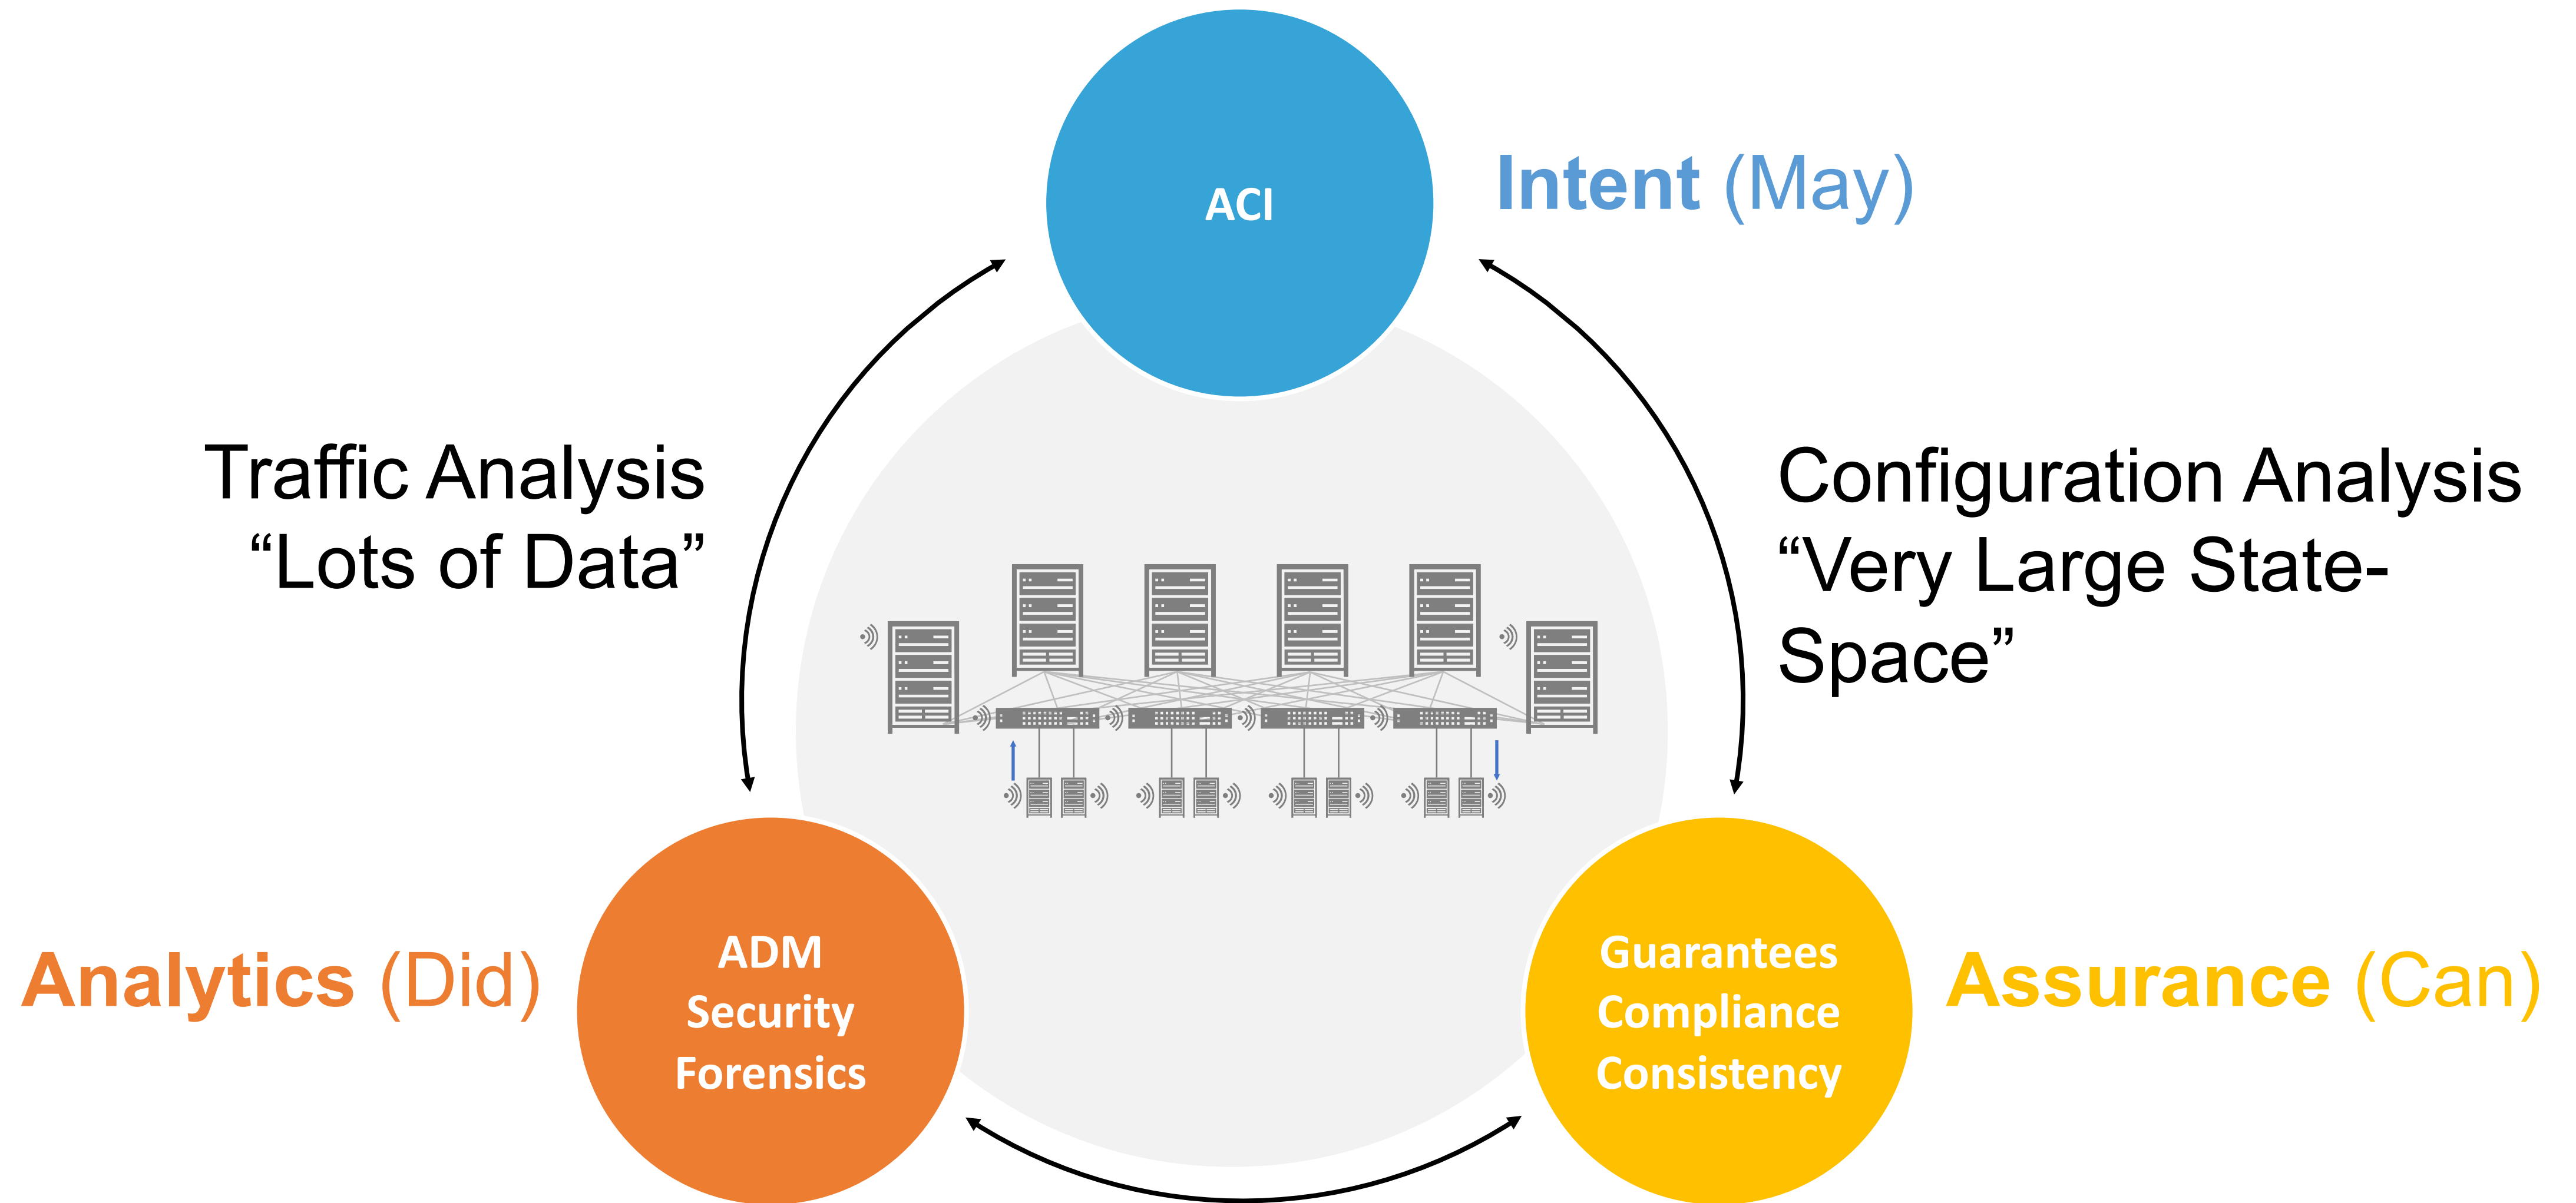 ACI
Intent (May)
Traffic Analysis
“Lots of Data”
Configuration Analysis
“Very Large State-
Space”
Analytics (Did)
ADM
Security
Forensics
Guarantees
Compliance
Consistency
Assurance (Can)